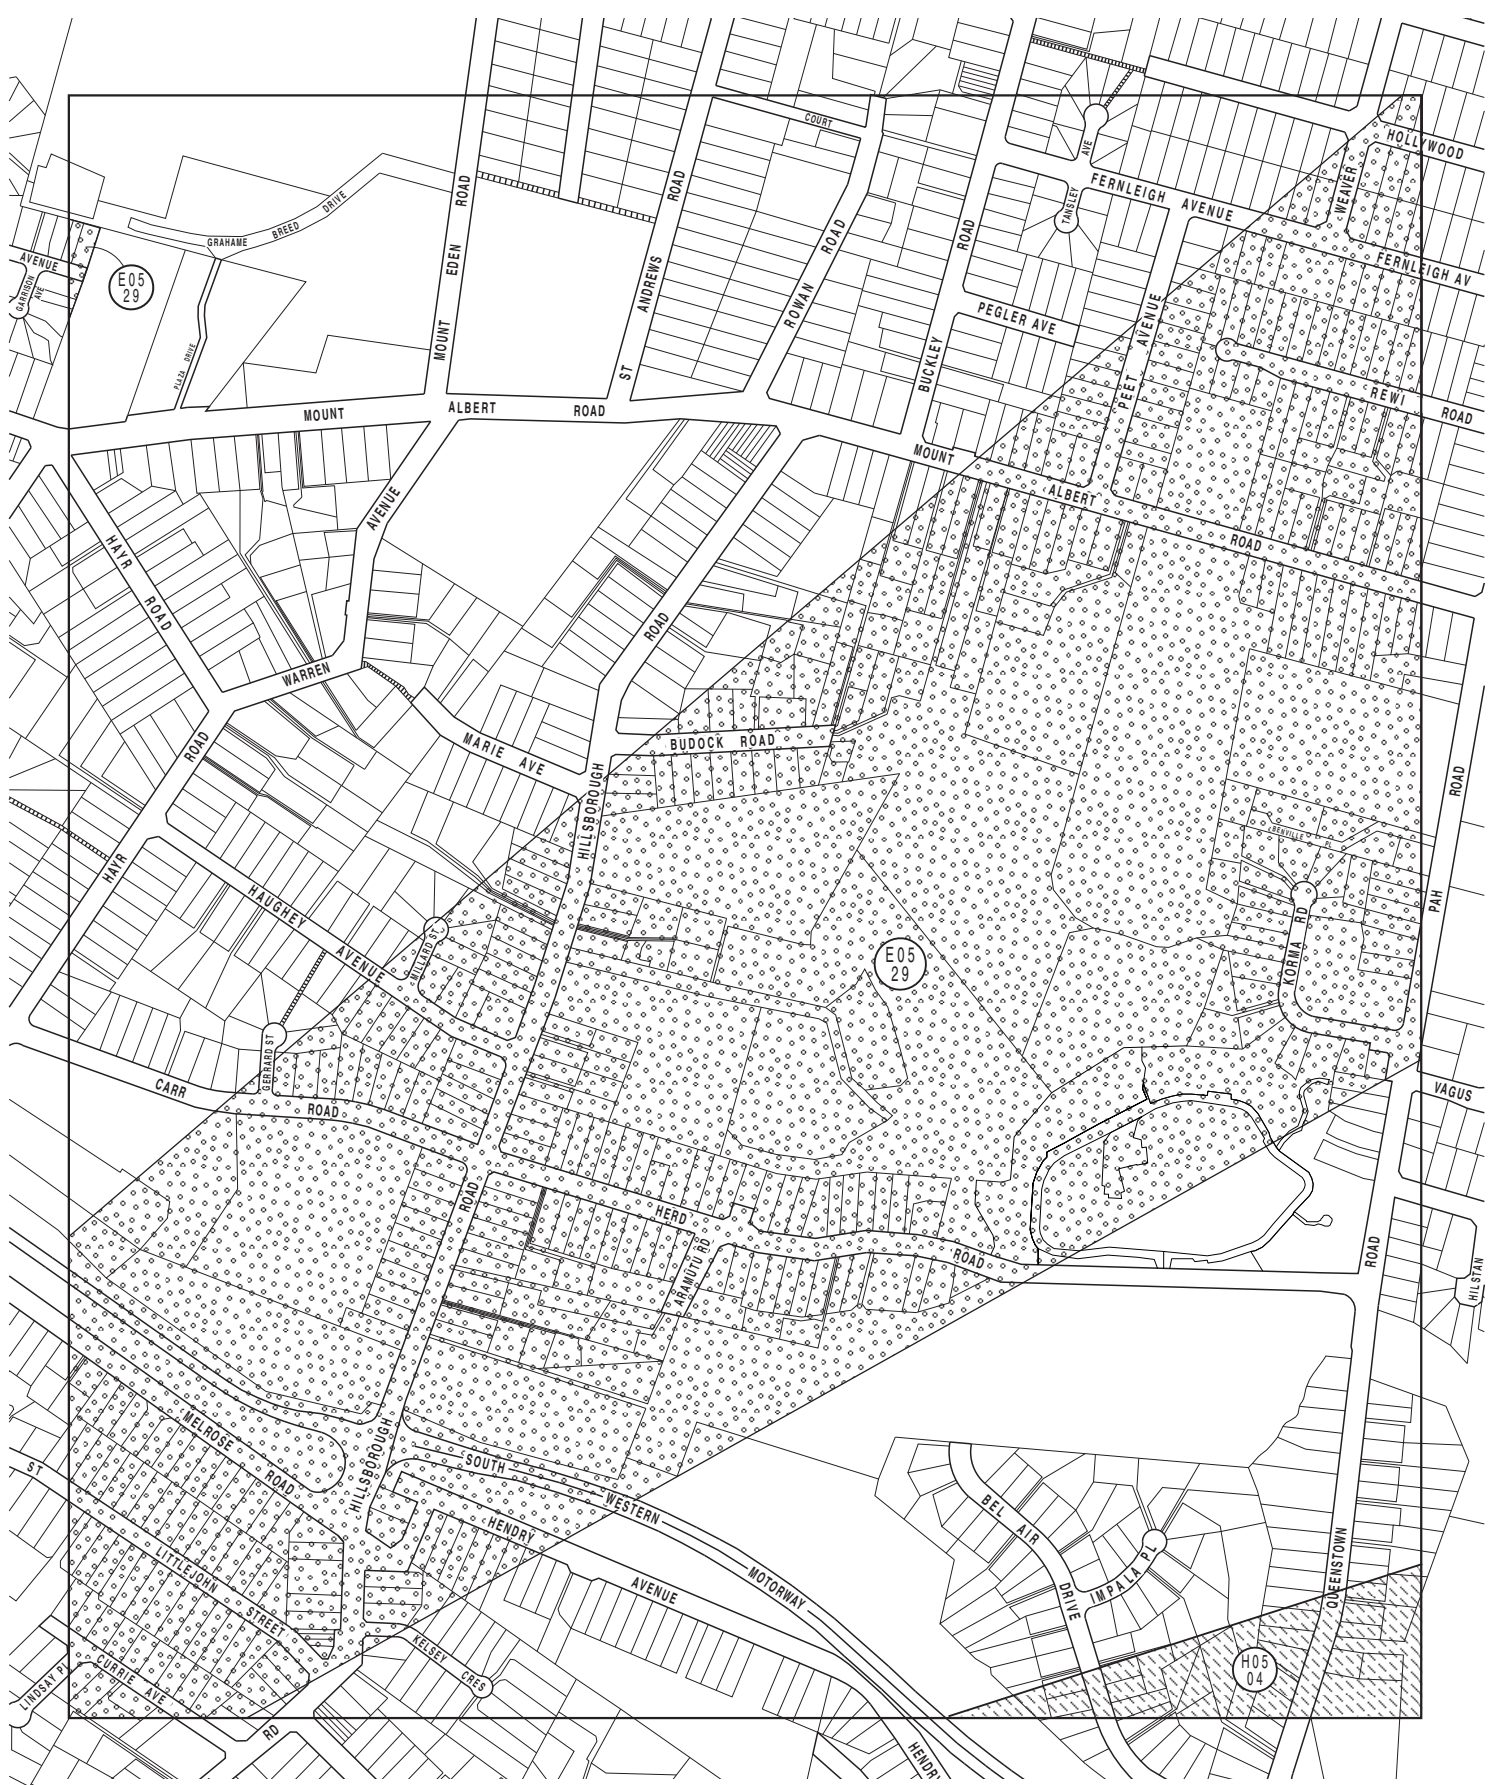 COURT
HOLLYWOOD
AVE
WEAVER
FERNLEIGH AVENUE
TANSLEY
ROAD
ROAD
ROAD
GRAHAME BREED DRIVE
AVENUE
GARRISON AVE
E05
29
FERNLEIGH AV
MOUNT EDEN
ST ANDREWS
ROWAN ROAD
PEGLER AVE
PEET AVENUE
BUCKLEY
PLAZA DRIVE
REWI ROAD
MOUNT ALBERT ROAD
MOUNT ALBERT ROAD
AVENUE
HAYR ROAD
WARREN
ROAD
MARIE AVE
BUDOCK ROAD
ROAD
HAYR
HILLSBOROUGH
BENVILLE PL
ROAD
PAH
HAUGHEY AVENUE
MILLARD ST
KORMA RD
E05
29
GERRARD ST
CARR ROAD
VAGUS
ROAD
HERD ROAD
ARAMUTU RD
ROAD
HILSTAN
MELROSE ROAD
HILLSBOROUGH
SOUTH WESTERN MOTORWAY
ST
HENDRY AVENUE
BEL AIR DRIVE
IMPALA PL
QUEENSTOWN
LITTLEJOHN STREET
KELSEY CRES
H05
04
LINDSAY PL
CURRIE AVE
RD
HENDRY